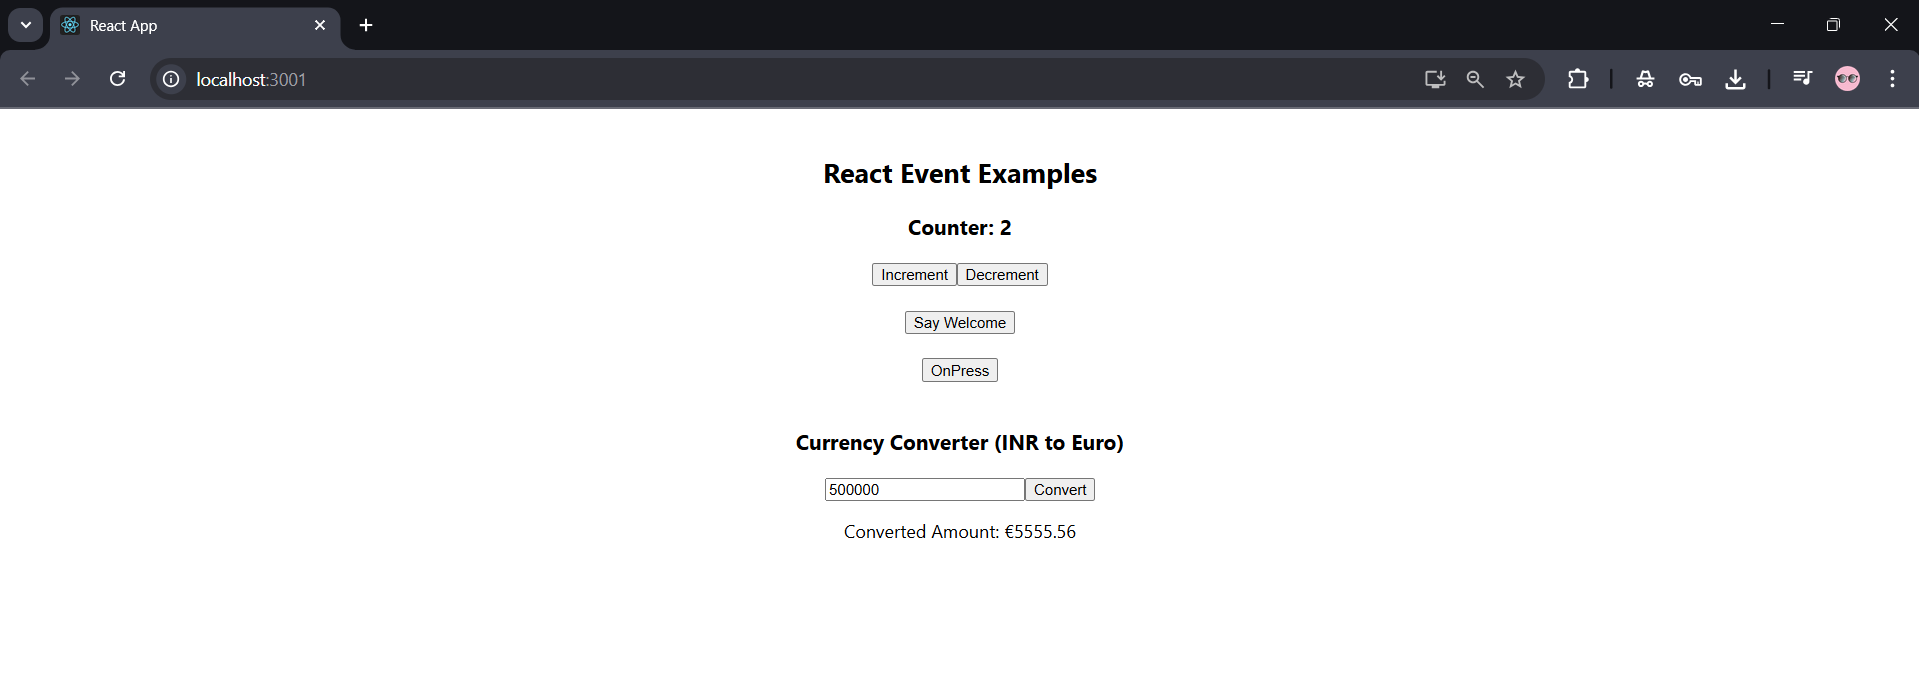 React App
localhost:3001
React Event Examples
Counter: 2
Increment Decrement
Say Welcome
OnPress
Currency Converter (INR to Euro)
500000 Convert
Converted Amount: €5555.56